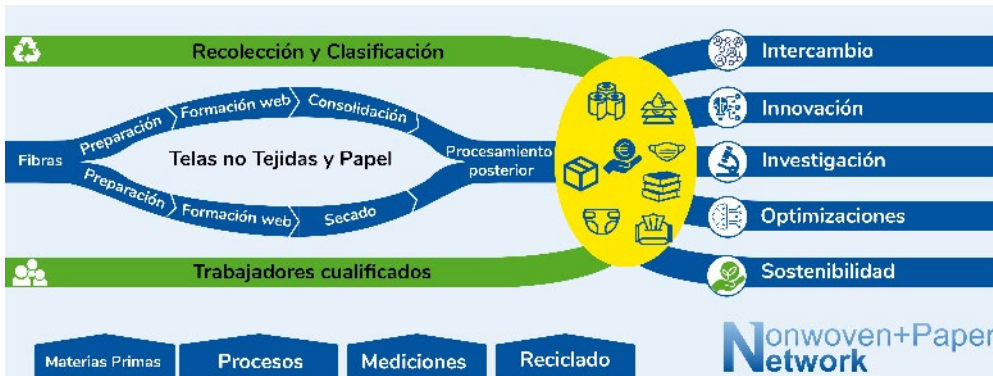 Recolección y Clasificación
Fibras
Preparación
Formación web
Consolidación
Telas no Tejidas y Papel
Preparación
Formación web
Secado
Procesamiento
posterior
Trabajadores cualificados
Intercambio
Innovación
Investigación
Optimizaciones
Sostenibilidad
Materias Primas
Procesos
Mediciones
Reciclado
Nonwoven+Paper
Network